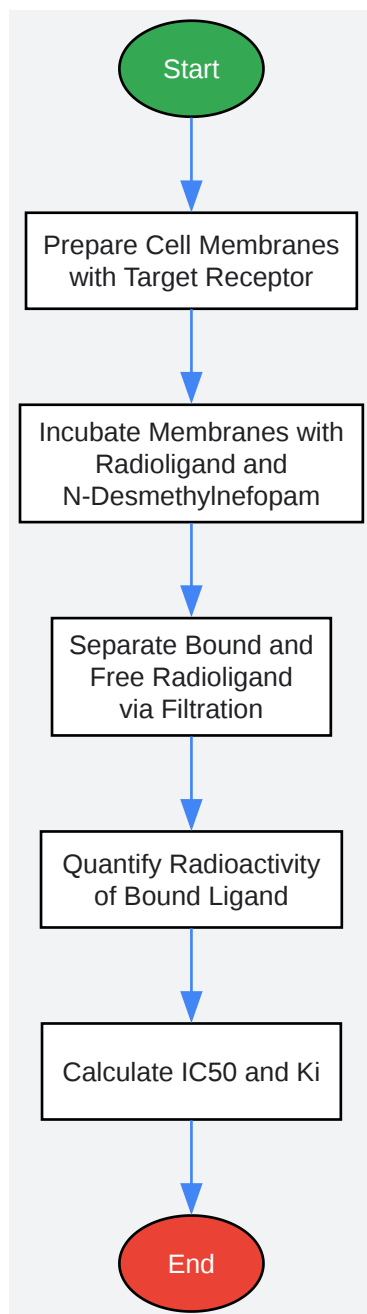 Start
Prepare Cell Membranes
with Target Receptor
Incubate Membranes with
Radioligand and
N-Desmethylnefopam
Separate Bound and
Free Radioligand
via Filtration
Quantify Radioactivity
of Bound Ligand
Calculate IC50 and Ki
End